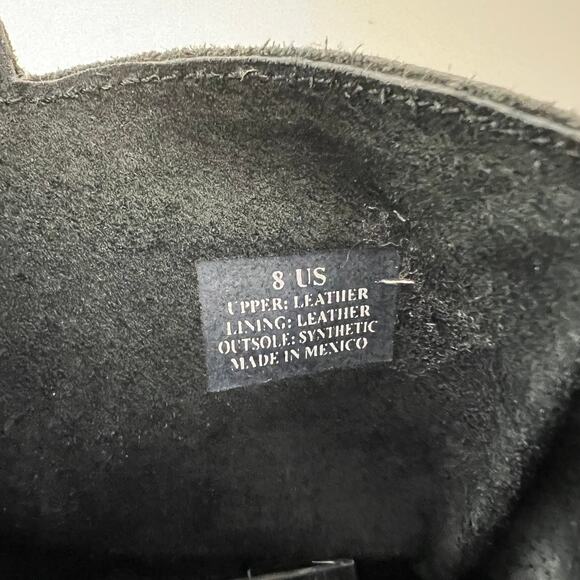 8 US
UPPER: LEATHER
LINING: LEATHER
OUTSOLE: SYNTHETIC
MADE IN MEXICO